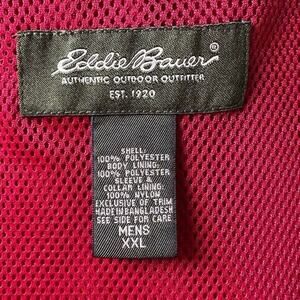 Eddie Bauer®
AUTHENTIC OUTDOOR OUTFITTER
EST. 1920
SHELL:
100% POLYESTER
BODY LINING:
100% POLYESTER
SLEEVE &
COLLAR LINING:
100% NYLON
EXCLUSIVE OF TRIM
MADE IN BANGLADESH
SEE SIDE FOR CARE
MENS
XXL